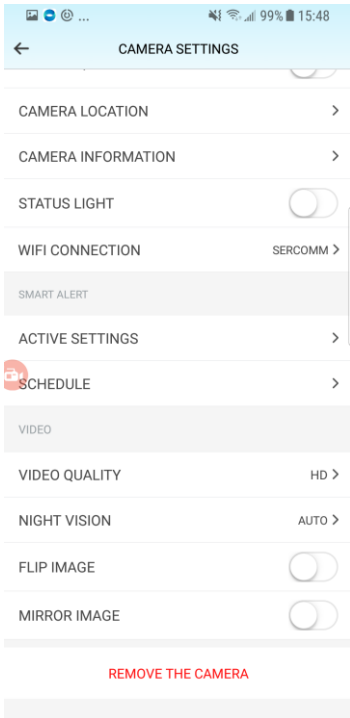 ... 99% 15:48
CAMERA SETTINGS
CAMERA LOCATION
CAMERA INFORMATION
STATUS LIGHT
WIFI CONNECTION SERCOMM
SMART ALERT
ACTIVE SETTINGS
SCHEDULE
VIDEO
VIDEO QUALITY HD
NIGHT VISION AUTO
FLIP IMAGE
MIRROR IMAGE
REMOVE THE CAMERA